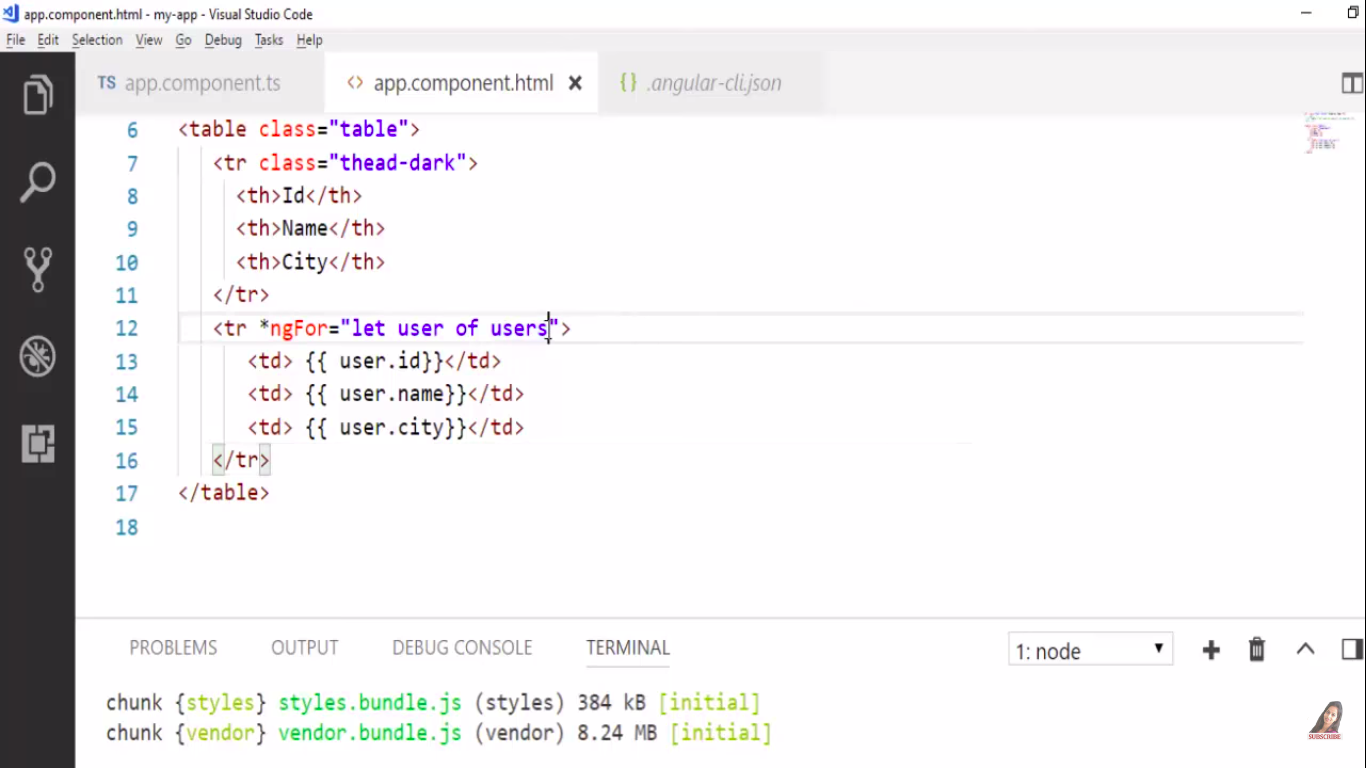 app.component.html - my-app - Visual Studio Code
File Edit Selection View Go Debug Tasks Help
TS app.component.ts <> app.component.html × {} .angular-cli.json
6 <table class="table">
7 <tr class="thead-dark">
8 <th>Id</th>
9 <th>Name</th>
10 <th>City</th>
11 </tr>
12 <tr *ngFor="let user of users">
13 <td> {{ user.id}}</td>
14 <td> {{ user.name}}</td>
15 <td> {{ user.city}}</td>
16 </tr>
17 </table>
18
PROBLEMS OUTPUT DEBUG CONSOLE TERMINAL 1: node
chunk {styles} styles.bundle.js (styles) 384 kB [initial]
chunk {vendor} vendor.bundle.js (vendor) 8.24 MB [initial]
SUBSCRIBE